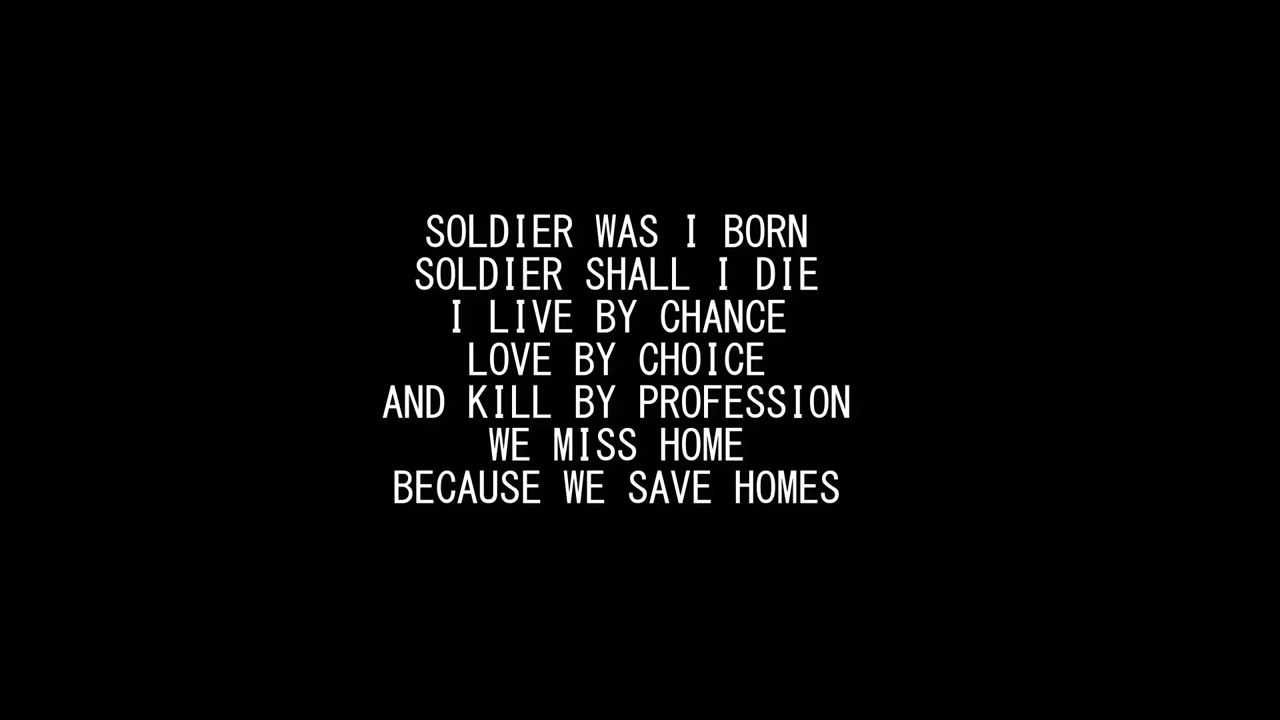 SOLDIER WAS I BORN
SOLDIER SHALL I DIE
I LIVE BY CHANCE
LOVE BY CHOICE
AND KILL BY PROFESSION
WE MISS HOME
BECAUSE WE SAVE HOMES